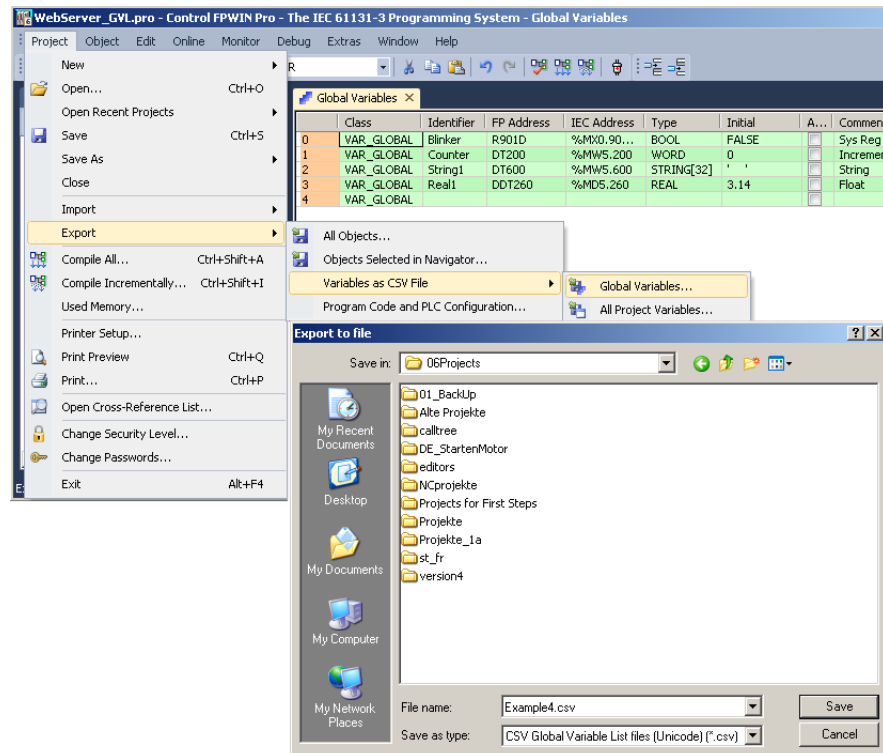 WebServer_GVL.pro - Control FPWIN Pro - The IEC 61131-3 Programming System - Global Variables
Project Object Edit Online Monitor Debug Extras Window Help
New
Open... Ctrl+O
Open Recent Projects
Save Ctrl+S
Save As
Close
Import
Export
Compile All... Ctrl+Shift+A
Compile Incrementally... Ctrl+Shift+I
Used Memory...
Printer Setup...
Print Preview Ctrl+Q
Print... Ctrl+P
Open Cross-Reference List...
Change Security Level...
Change Passwords...
Exit Alt+F4
Global Variables
Class Identifier FP Address IEC Address Type Initial A... Commen
0 VAR_GLOBAL Blinker R901D %MX0.90... BOOL FALSE Sys Reg
1 VAR_GLOBAL Counter DT200 %MW5.200 WORD 0 Incremen
2 VAR_GLOBAL String1 DT600 %MW5.600 STRING[32] ' ' String
3 VAR_GLOBAL Real1 DDT260 %MD5.260 REAL 3.14 Float
4 VAR_GLOBAL
All Objects...
Objects Selected in Navigator...
Variables as CSV File
Program Code and PLC Configuration...
Global Variables...
All Project Variables...
Export to file
Save in: 06Projects
My Recent Documents
Desktop
My Documents
My Computer
My Network Places
01_BackUp
Alte Projekte
calltree
DE_StartenMotor
editors
NCprojekte
Projects for First Steps
Projekte
Projekte_1a
st_fr
version4
File name: Example4.csv Save
Save as type: CSV Global Variable List files (Unicode) (*.csv) Cancel